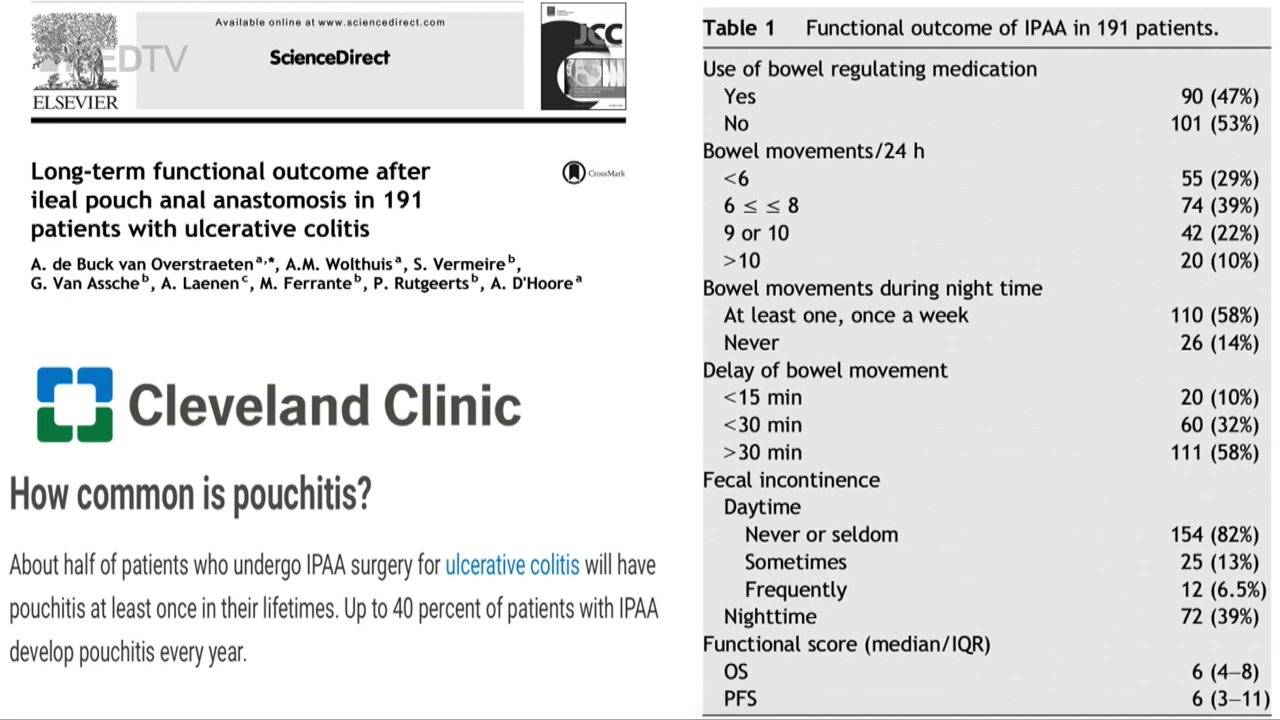 Available online at www.sciencedirect.com
ScienceDirect
EDTV
ELSEVIER
JCC
Long-term functional outcome after
ileal pouch anal anastomosis in 191
patients with ulcerative colitis
CrossMark
A. de Buck van Overstraeten a,*, A.M. Wolthuis a, S. Vermeire b,
G. Van Assche b, A. Laenen c, M. Ferrante b, P. Rutgeerts b, A. D'Hoore a
Cleveland Clinic
How common is pouchitis?
About half of patients who undergo IPAA surgery for ulcerative colitis will have
pouchitis at least once in their lifetimes. Up to 40 percent of patients with IPAA
develop pouchitis every year.
Table 1 Functional outcome of IPAA in 191 patients.
Use of bowel regulating medication
Yes 90 (47%)
No 101 (53%)
Bowel movements/24 h
<6 55 (29%)
6 ≤ ≤ 8 74 (39%)
9 or 10 42 (22%)
>10 20 (10%)
Bowel movements during night time
At least one, once a week 110 (58%)
Never 26 (14%)
Delay of bowel movement
<15 min 20 (10%)
<30 min 60 (32%)
>30 min 111 (58%)
Fecal incontinence
Daytime
Never or seldom 154 (82%)
Sometimes 25 (13%)
Frequently 12 (6.5%)
Nighttime 72 (39%)
Functional score (median/IQR)
OS 6 (4–8)
PFS 6 (3–11)